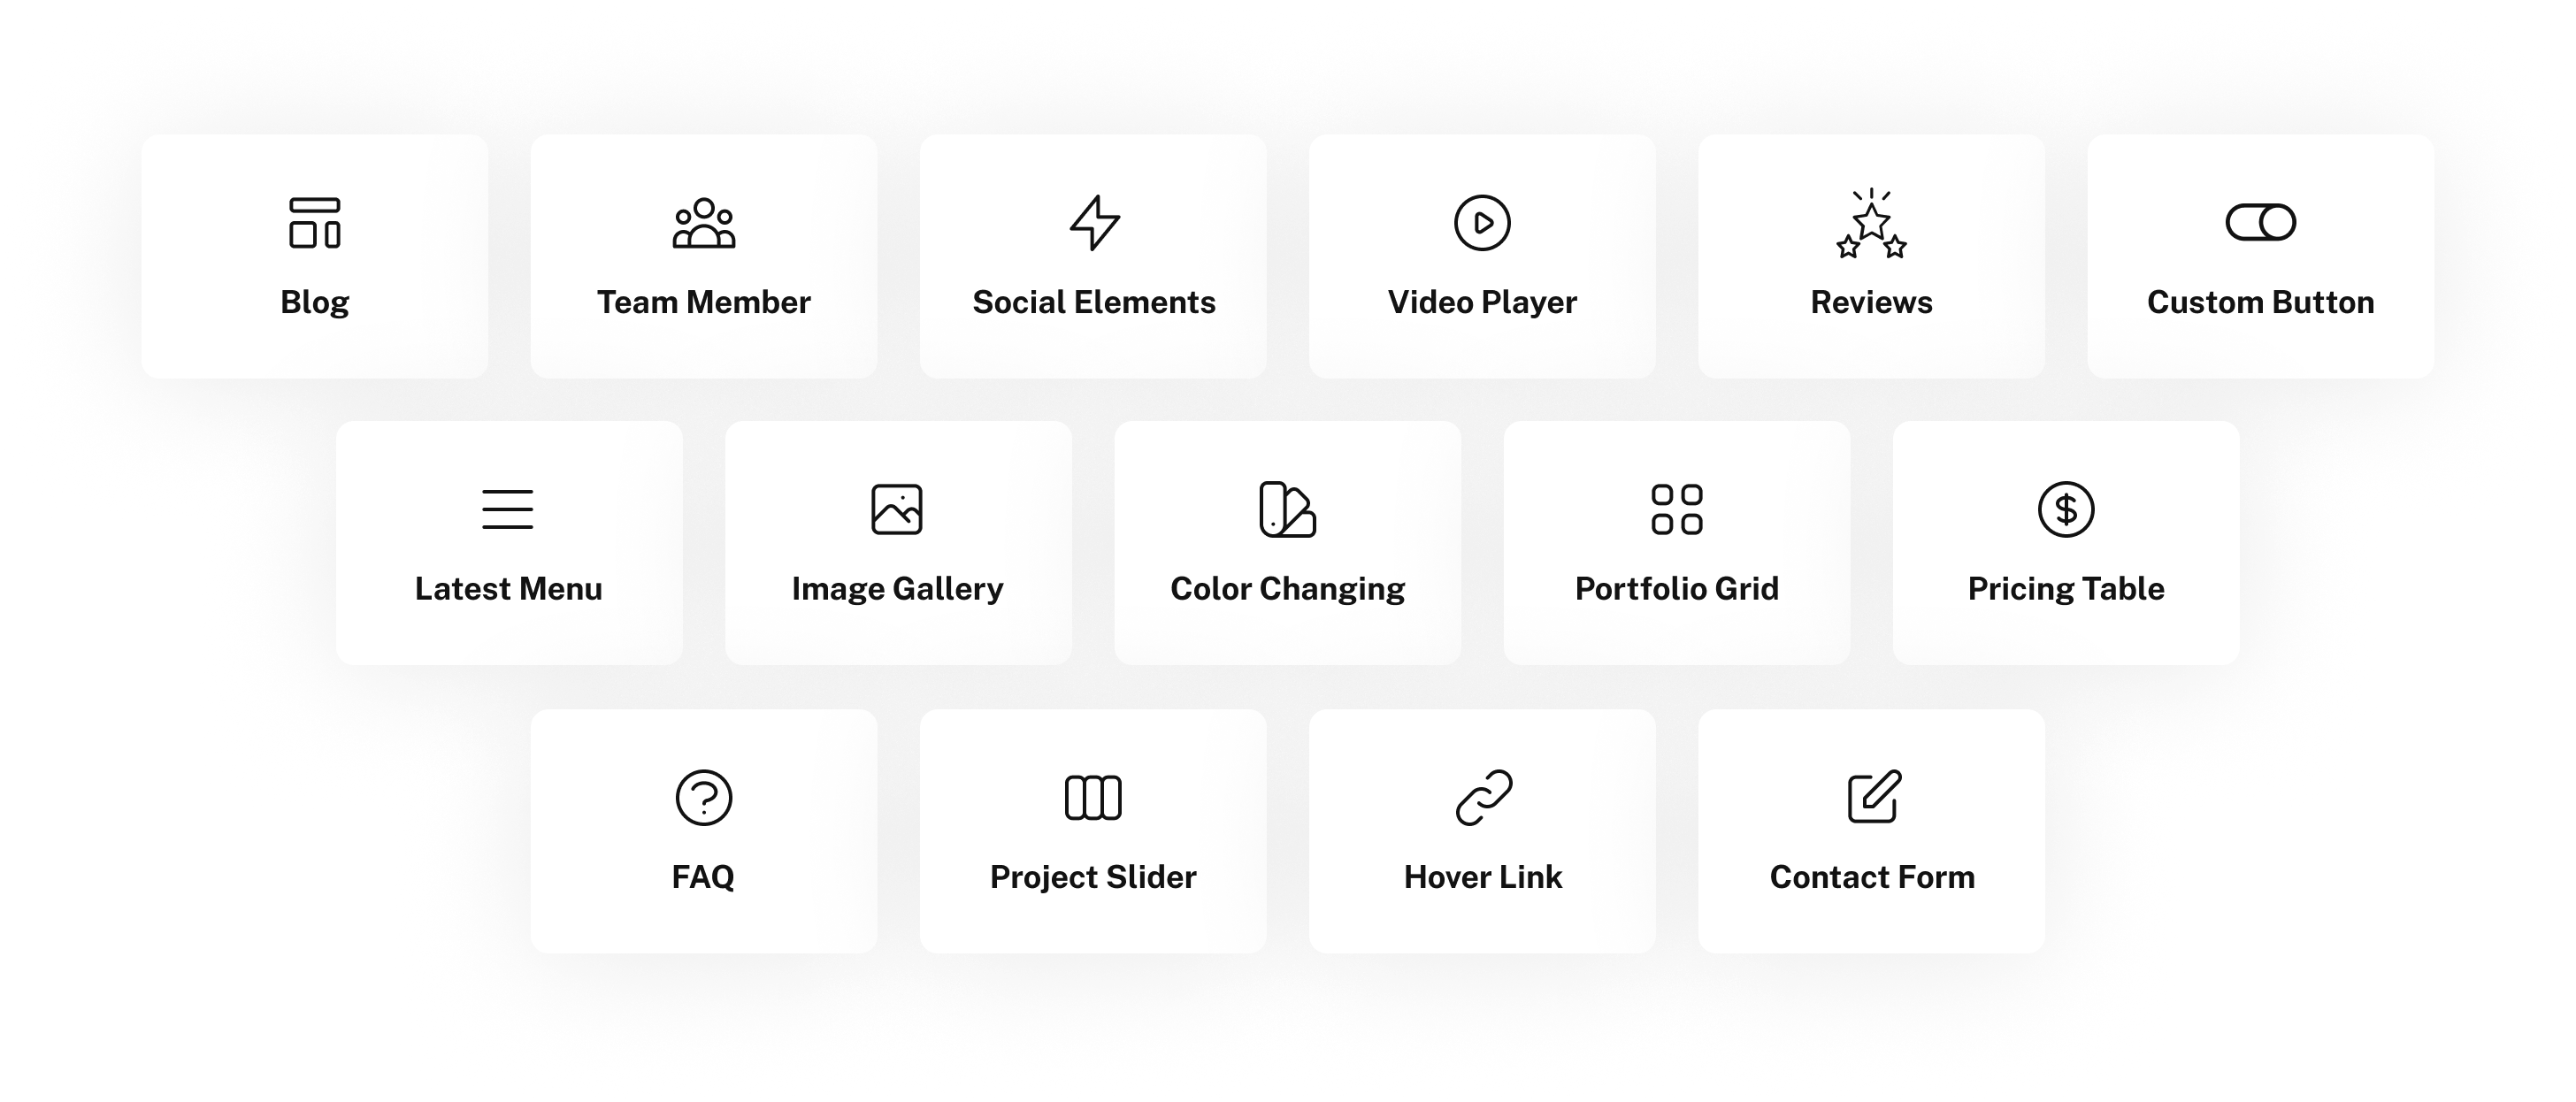 Blog
Team Member
Social Elements
Video Player
Reviews
Custom Button
Latest Menu
Image Gallery
Color Changing
Portfolio Grid
Pricing Table
FAQ
Project Slider
Hover Link
Contact Form